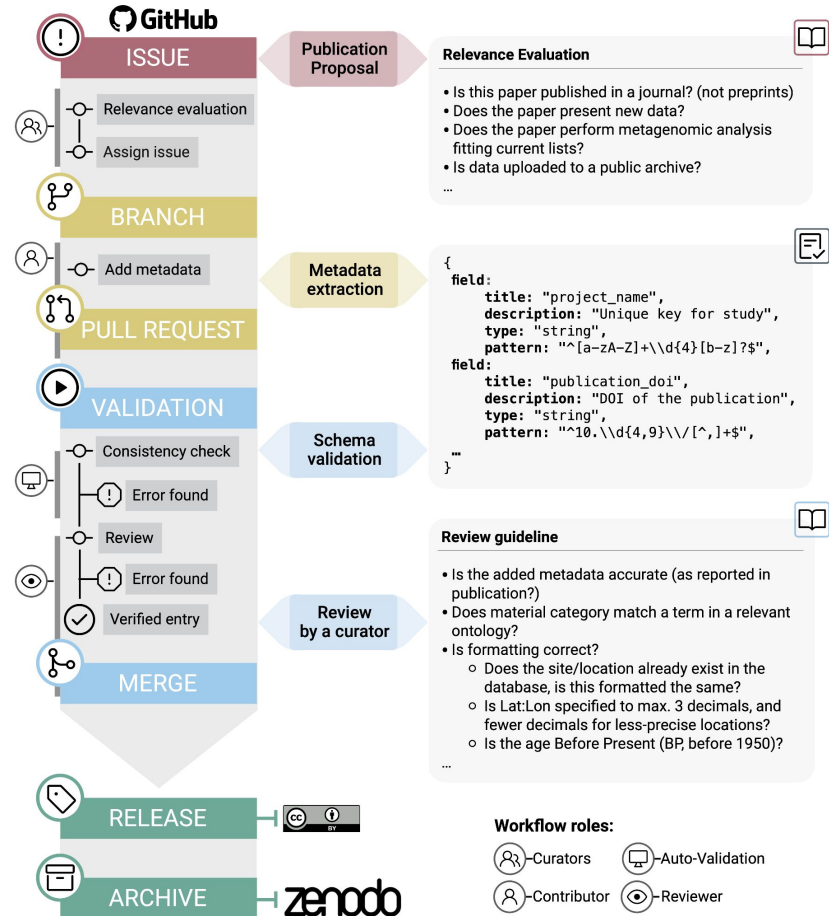 GitHub
ISSUE
Relevance evaluation
Assign issue
BRANCH
Add metadata
PULL REQUEST
VALIDATION
Consistency check
Error found
Review
Error found
Verified entry
MERGE
RELEASE
cc
BY
ARCHIVE
zenodo
Publication
Proposal
Metadata
extraction
Schema
validation
Review
by a curator
Relevance Evaluation
• Is this paper published in a journal? (not preprints)
• Does the paper present new data?
• Does the paper perform metagenomic analysis
fitting current lists?
• Is data uploaded to a public archive?
...
{
field:
title: "project_name",
description: "Unique key for study",
type: "string",
pattern: "^[a-zA-Z]+\\d{4}[b-z]?$",
field:
title: "publication_doi",
description: "DOI of the publication",
type: "string",
pattern: "^10.\\d{4,9}\\/[^,]+$",
...
}
Review guideline
• Is the added metadata accurate (as reported in
publication?)
• Does material category match a term in a relevant
ontology?
• Is formatting correct?
○ Does the site/location already exist in the
database, is this formatted the same?
○ Is Lat:Lon specified to max. 3 decimals, and
fewer decimals for less-precise locations?
○ Is the age Before Present (BP, before 1950)?
...
Workflow roles:
Curators
Auto-Validation
Contributor
Reviewer